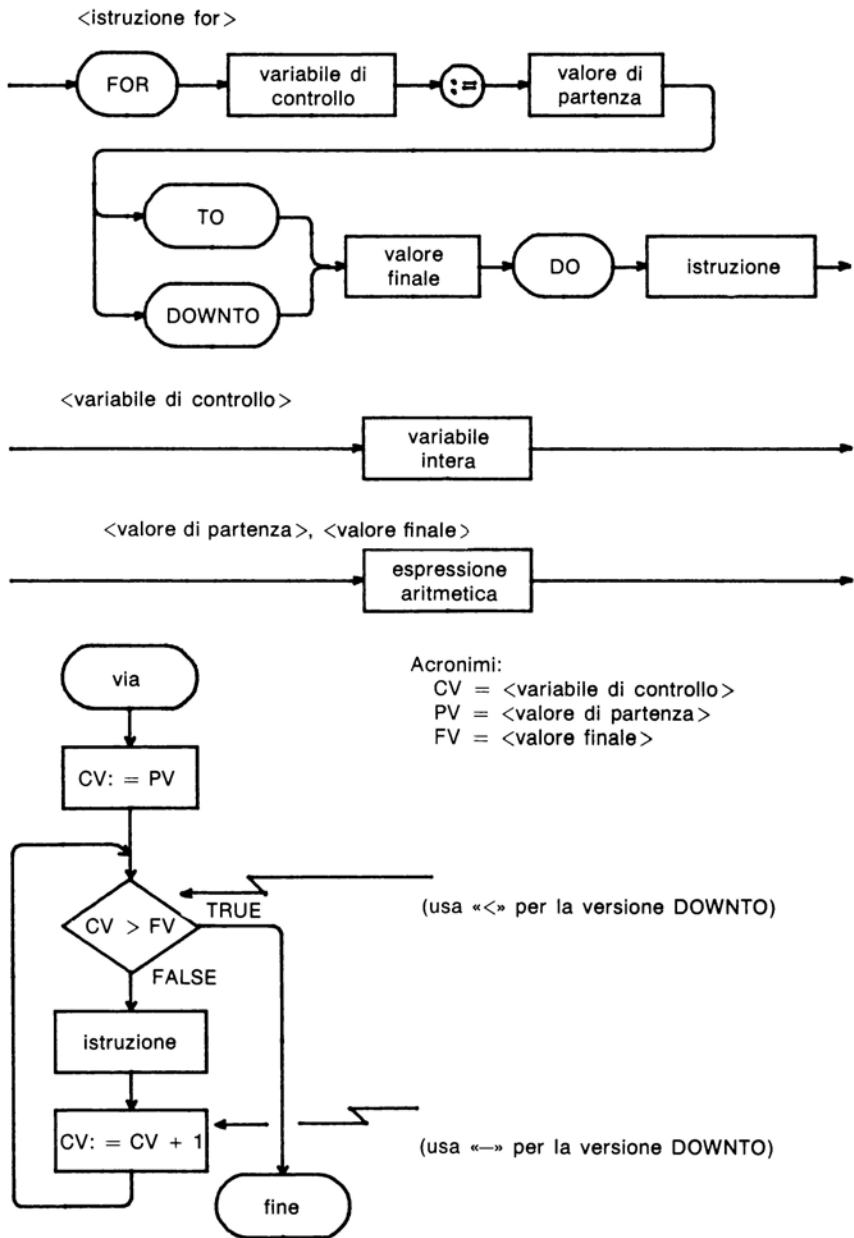 <istruzione for>
FOR
variabile di
controllo
:=
valore di
partenza
TO
DOWNTO
valore
finale
DO
istruzione
<variabile di controllo>
variabile
intera
<valore di partenza>, <valore finale>
espressione
aritmetica
via
Acronimi:
CV = <variabile di controllo>
PV = <valore di partenza>
FV = <valore finale>
CV: = PV
CV > FV
TRUE
(usa «<» per la versione DOWNTO)
FALSE
istruzione
CV: = CV + 1
(usa «—» per la versione DOWNTO)
fine